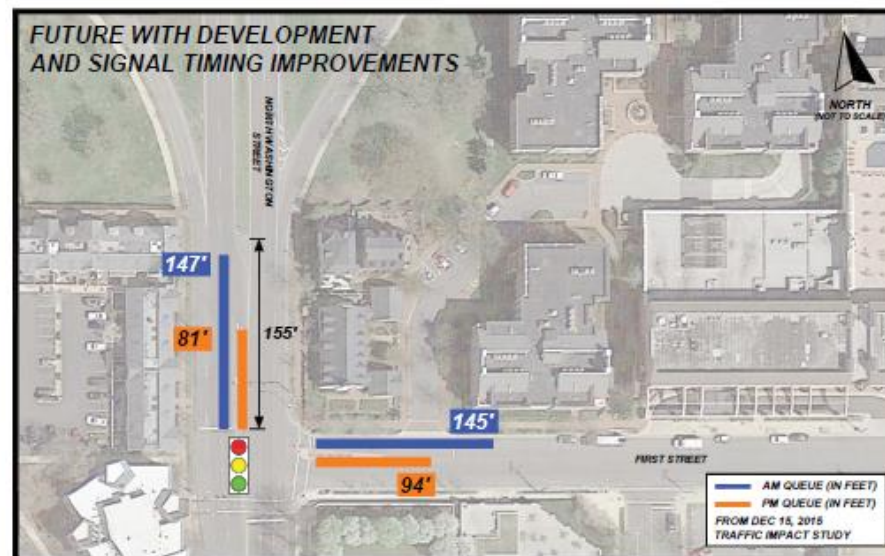 FUTURE WITH DEVELOPMENT
AND SIGNAL TIMING IMPROVEMENTS
NORTH
(NOT TO SCALE)
NORTH WASHINGTON
STREET
147'
81'
155'
145'
94'
FIRST STREET
AM QUEUE (IN FEET)
PM QUEUE (IN FEET)
FROM DEC 15, 2015
TRAFFIC IMPACT STUDY